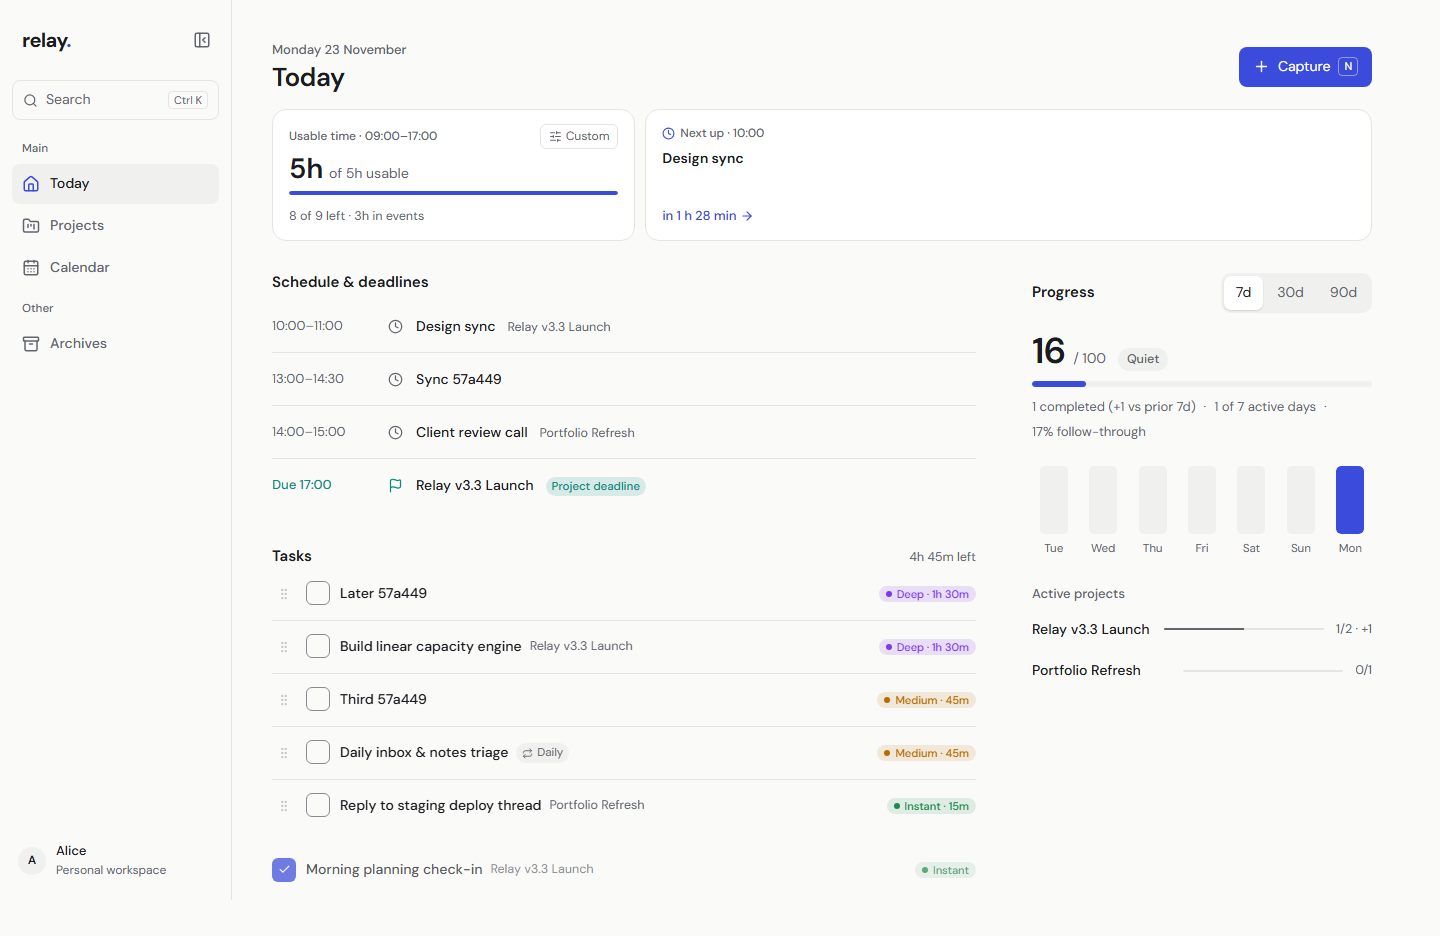 relay.
Search Ctrl K
Main
Today
Projects
Calendar
Other
Archives
A
Alice
Personal workspace
Monday 23 November
Today
Capture N
Usable time · 09:00–17:00 Custom
5h of 5h usable
8 of 9 left · 3h in events
Next up · 10:00
Design sync
in 1 h 28 min →
Schedule & deadlines
10:00–11:00 Design sync Relay v3.3 Launch
13:00–14:30 Sync 57a449
14:00–15:00 Client review call Portfolio Refresh
Due 17:00 Relay v3.3 Launch Project deadline
Tasks 4h 45m left
Later 57a449 Deep · 1h 30m
Build linear capacity engine Relay v3.3 Launch Deep · 1h 30m
Third 57a449 Medium · 45m
Daily inbox & notes triage Daily Medium · 45m
Reply to staging deploy thread Portfolio Refresh Instant · 15m
Morning planning check-in Relay v3.3 Launch Instant
Progress 7d 30d 90d
16 / 100 Quiet
1 completed (+1 vs prior 7d) · 1 of 7 active days ·
17% follow-through
Tue Wed Thu Fri Sat Sun Mon
Active projects
Relay v3.3 Launch 1/2 · +1
Portfolio Refresh 0/1